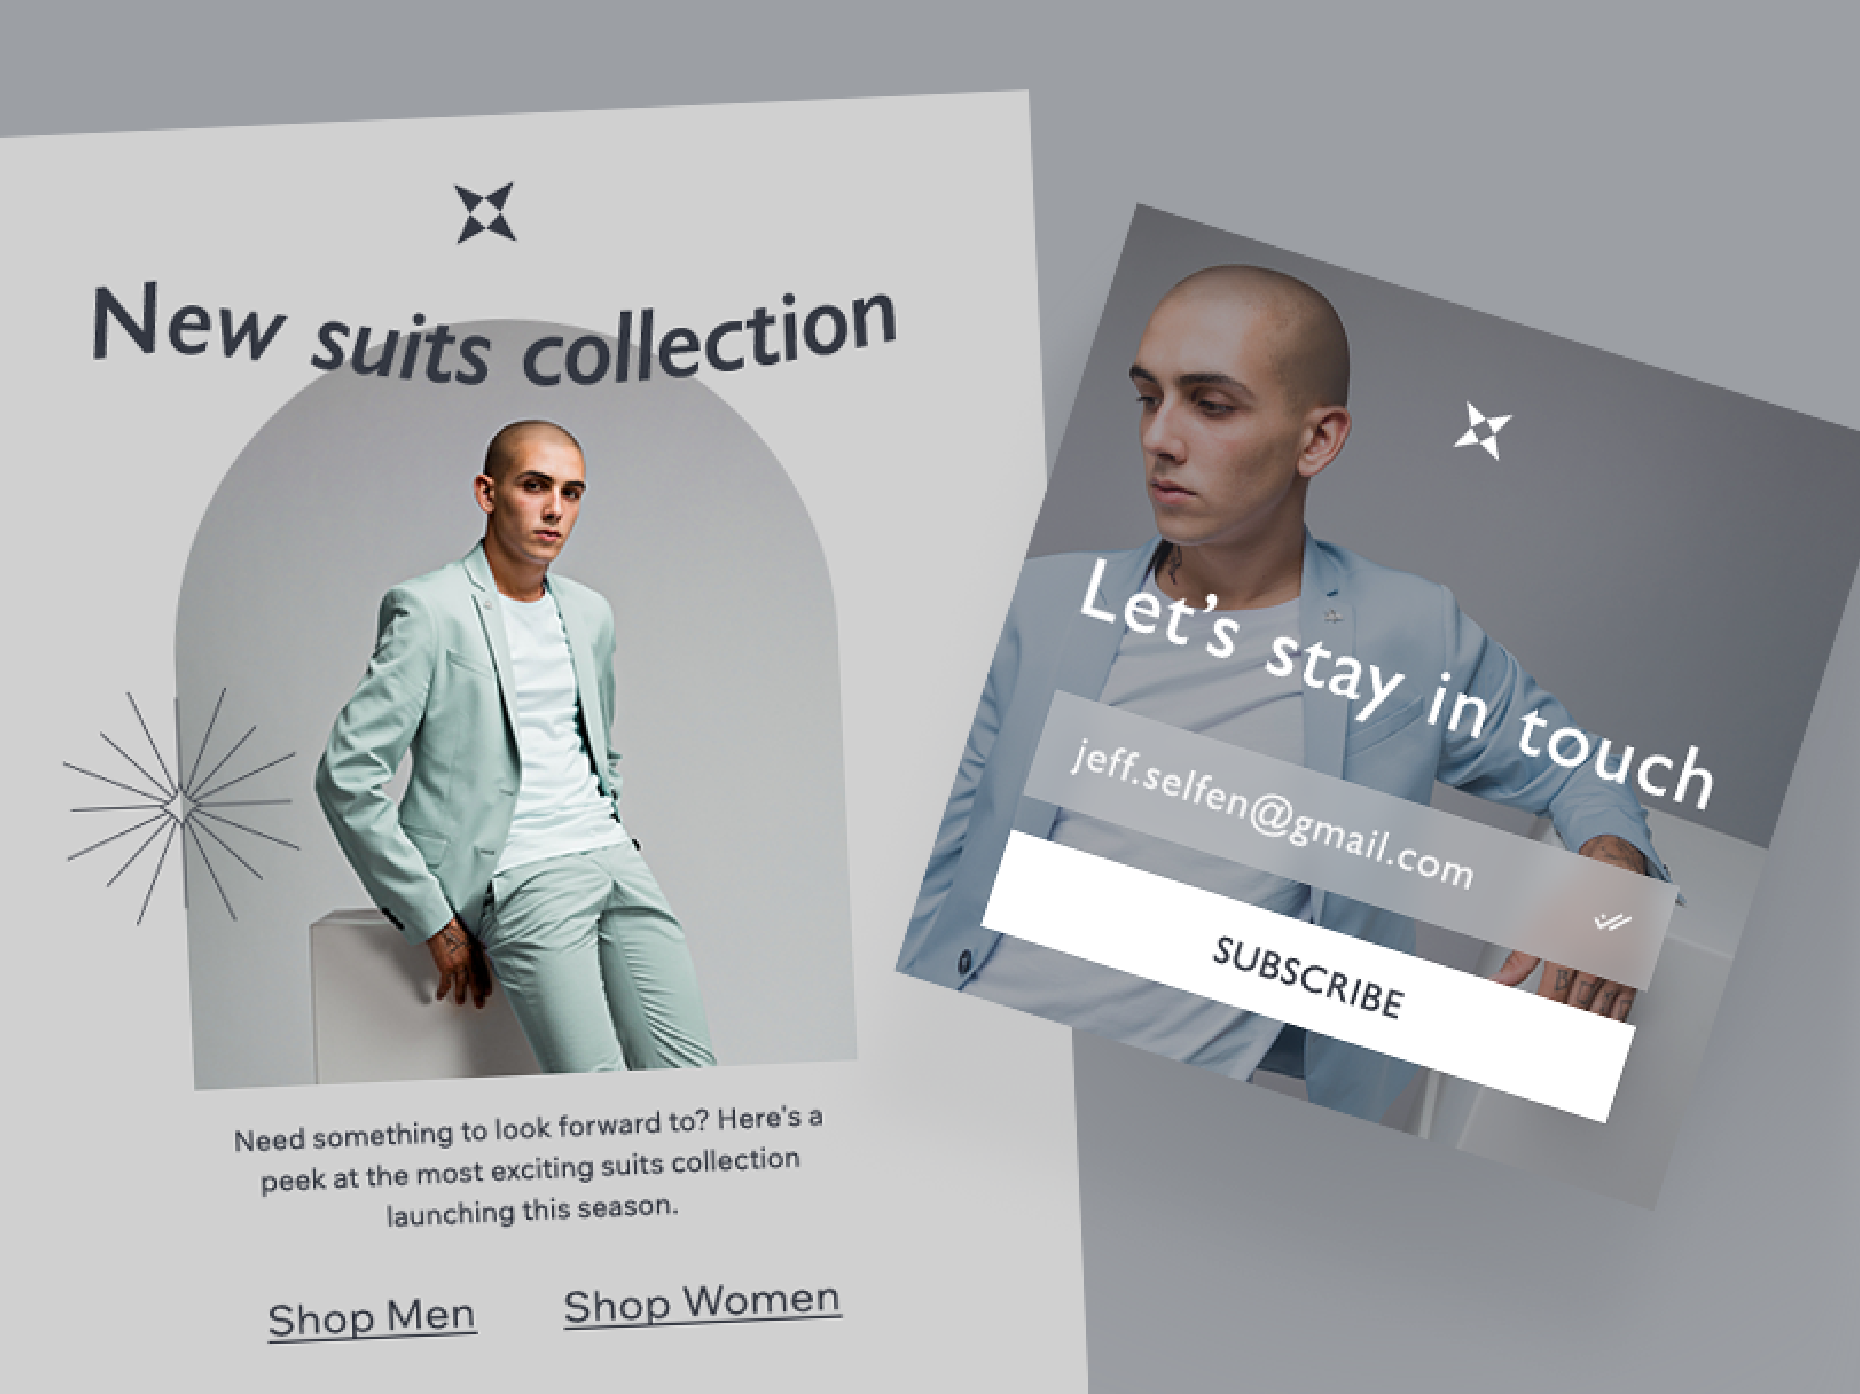 New suits collection
Need something to look forward to? Here's a
peek at the most exciting suits collection
launching this season.
Shop Men
Shop Women
Let's stay in touch
jeff.selfen@gmail.com
SUBSCRIBE